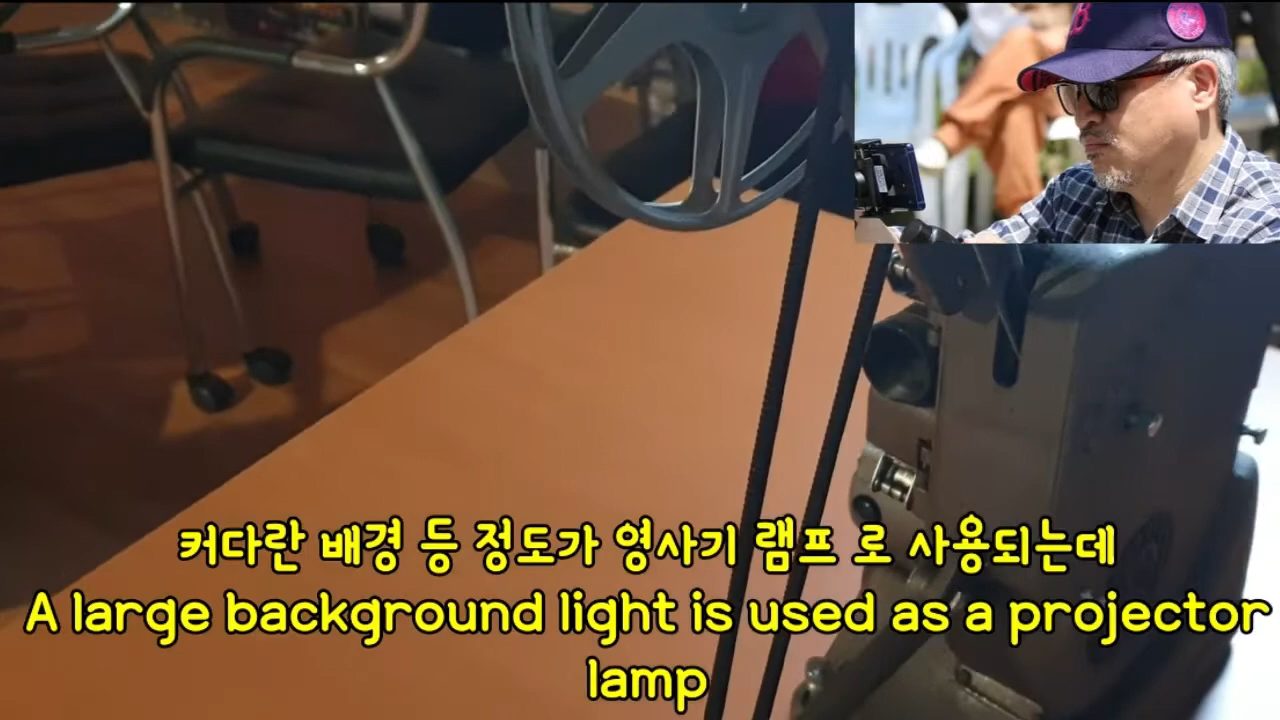 B
커다란 배경 등 정도가 영사기 램프 로 사용되는데
A large background light is used as a projector
lamp